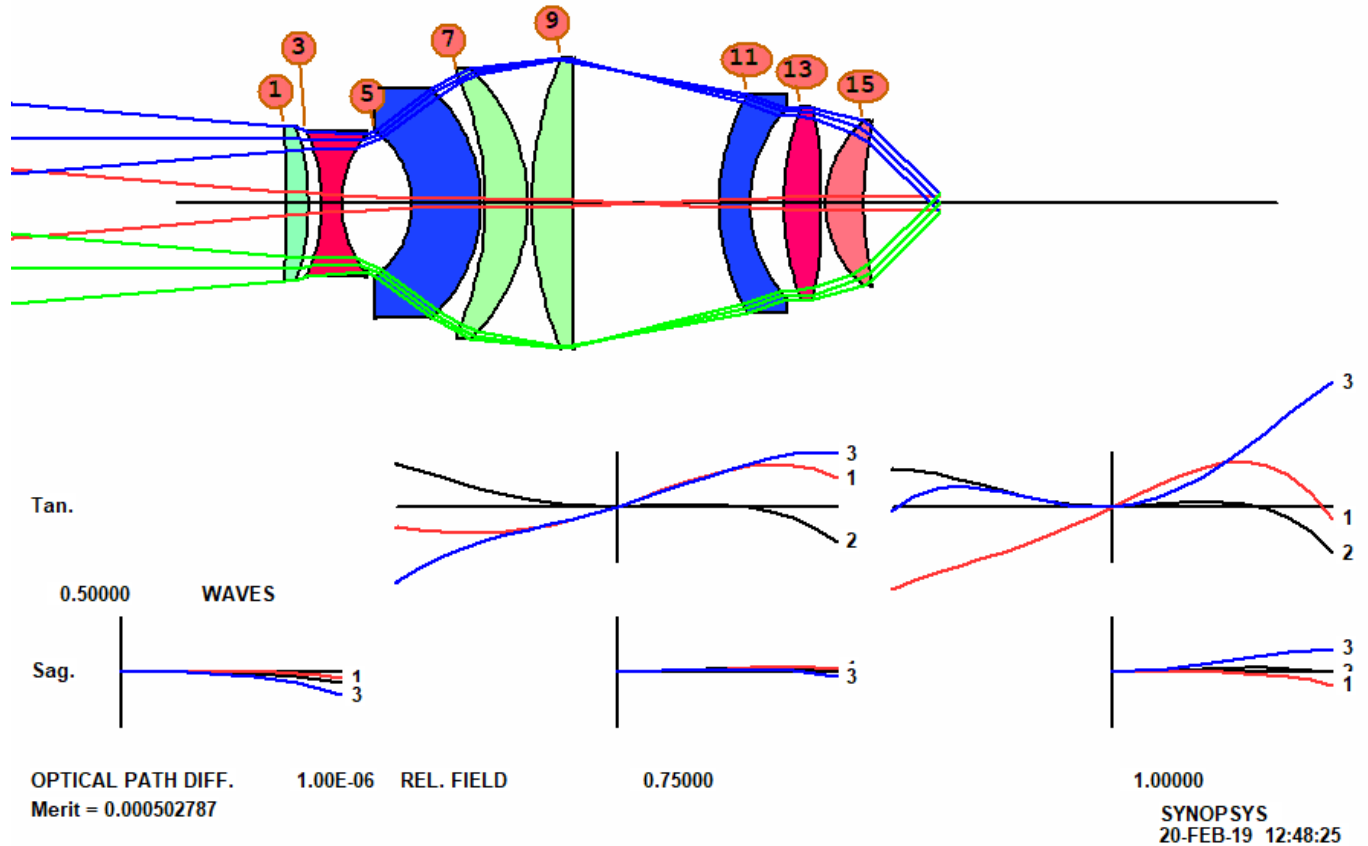 1 3 5 7 9 11 13 15
3
3
1
Tan.
1
2
2
0.50000 WAVES
3
Sag.
1
3
3
1
3
OPTICAL PATH DIFF. 1.00E-06 REL. FIELD 0.75000 1.00000
Merit = 0.000502787
SYNOPSYS
20-FEB-19 12:48:25